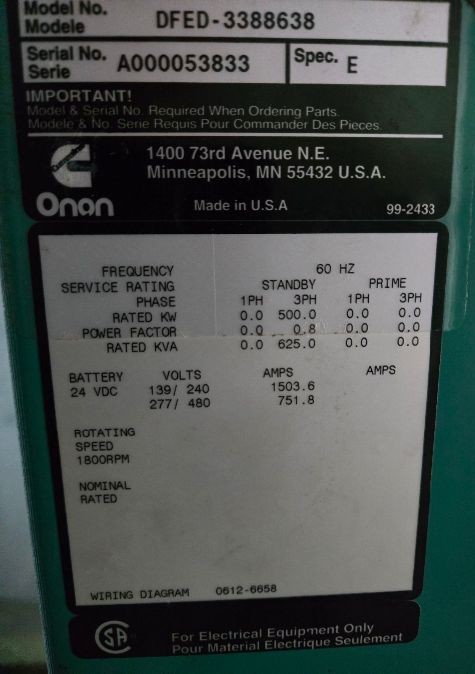 Model No.
Modele
DFED-3388638
Serial No.
Serie
A000053833
Spec. E
IMPORTANT!
Model & Serial No. Required When Ordering Parts.
Modele & No. Serie Requis Pour Commander Des Pieces.
1400 73rd Avenue N.E.
Minneapolis, MN 55432 U.S.A.
Onan
Made in U.S.A
99-2433
FREQUENCY 60 HZ
SERVICE RATING STANDBY PRIME
PHASE 1PH 3PH 1PH 3PH
RATED KW 0.0 500.0 0.0 0.0
POWER FACTOR 0.0 0.8 0.0 0.0
RATED KVA 0.0 625.0 0.0 0.0
BATTERY VOLTS AMPS AMPS
24 VDC 139/ 240 1503.6
277/ 480 751.8
ROTATING
SPEED
1800RPM
NOMINAL
RATED
WIRING DIAGRAM 0612-6658
SA
For Electrical Equipment Only
Pour Material Electrique Seulement